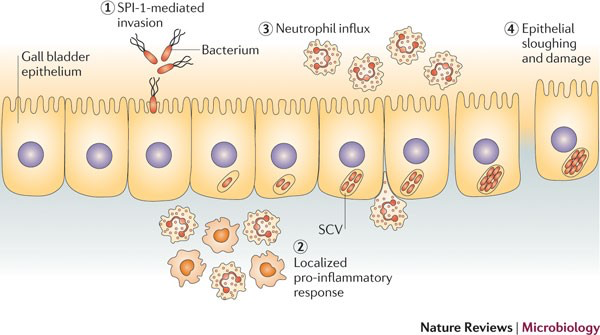 ① SPI-1-mediated
invasion
Bacterium
Gall bladder
epithelium
③ Neutrophil influx
④ Epithelial
sloughing
and damage
SCV
②
Localized
pro-inflammatory
response
Nature Reviews | Microbiology